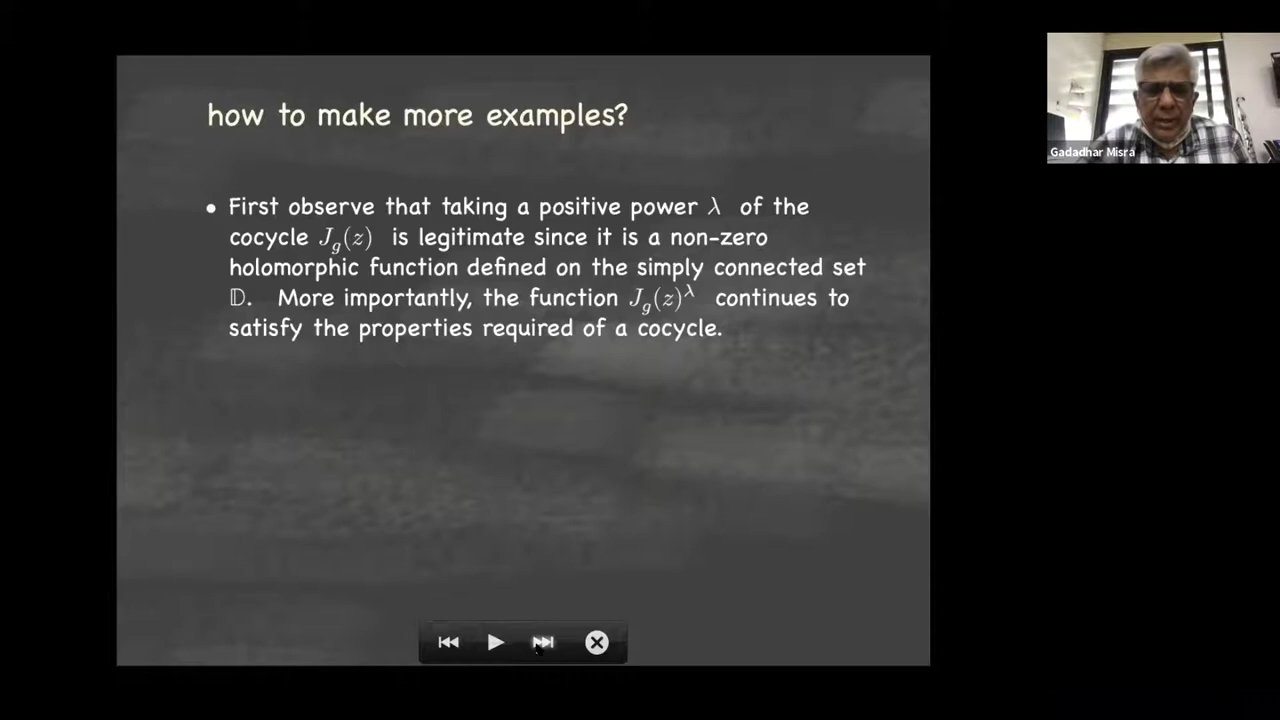 how to make more examples?
• First observe that taking a positive power λ of the
cocycle J_g(z) is legitimate since it is a non-zero
holomorphic function defined on the simply connected set
𝔻. More importantly, the function J_g(z)^λ continues to
satisfy the properties required of a cocycle.
Gadadhar Misra